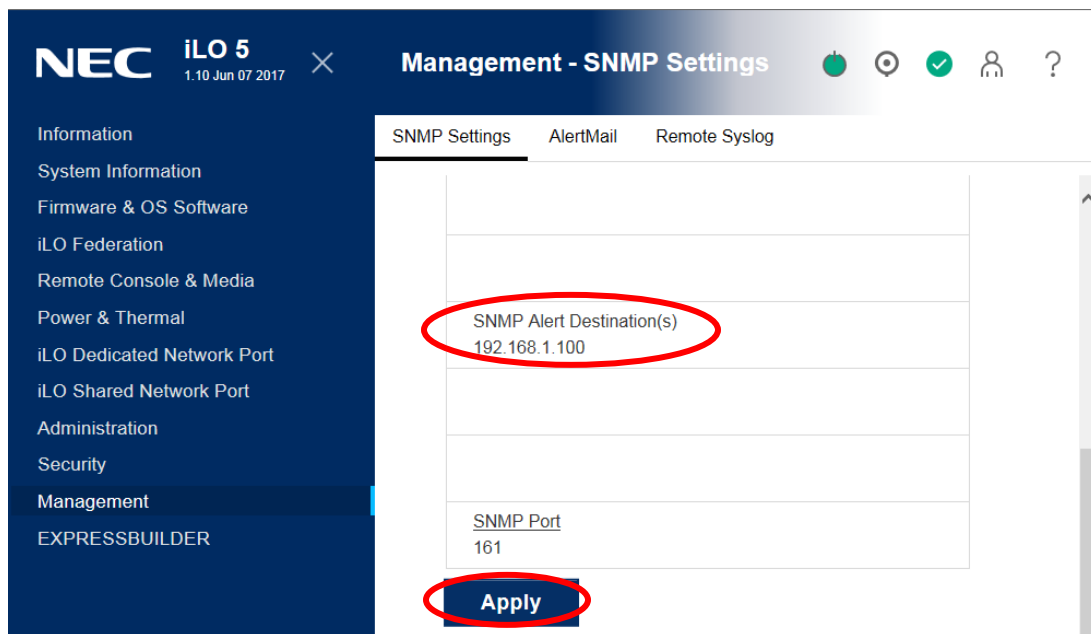 NEC
iLO 5
1.10 Jun 07 2017
Management - SNMP Settings
?
Information
System Information
Firmware & OS Software
iLO Federation
Remote Console & Media
Power & Thermal
iLO Dedicated Network Port
iLO Shared Network Port
Administration
Security
Management
EXPRESSBUILDER
SNMP Settings AlertMail Remote Syslog
SNMP Alert Destination(s)
192.168.1.100
SNMP Port
161
Apply